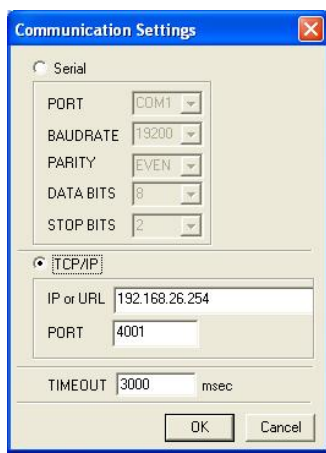 Communication Settings
Serial
PORT COM1
BAUDRATE 19200
PARITY EVEN
DATA BITS 8
STOP BITS 2
TCP/IP
IP or URL 192.168.26.254
PORT 4001
TIMEOUT 3000 msec
OK Cancel